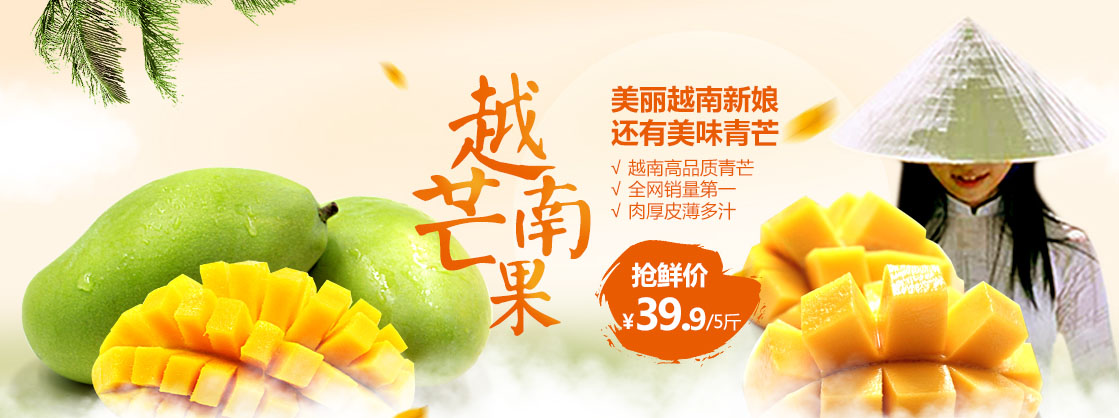 越南
芒果
美丽越南新娘
还有美味青芒
√ 越南高品质青芒
√ 全网销量第一
√ 肉厚皮薄多汁
抢鲜价
¥39.9/5斤